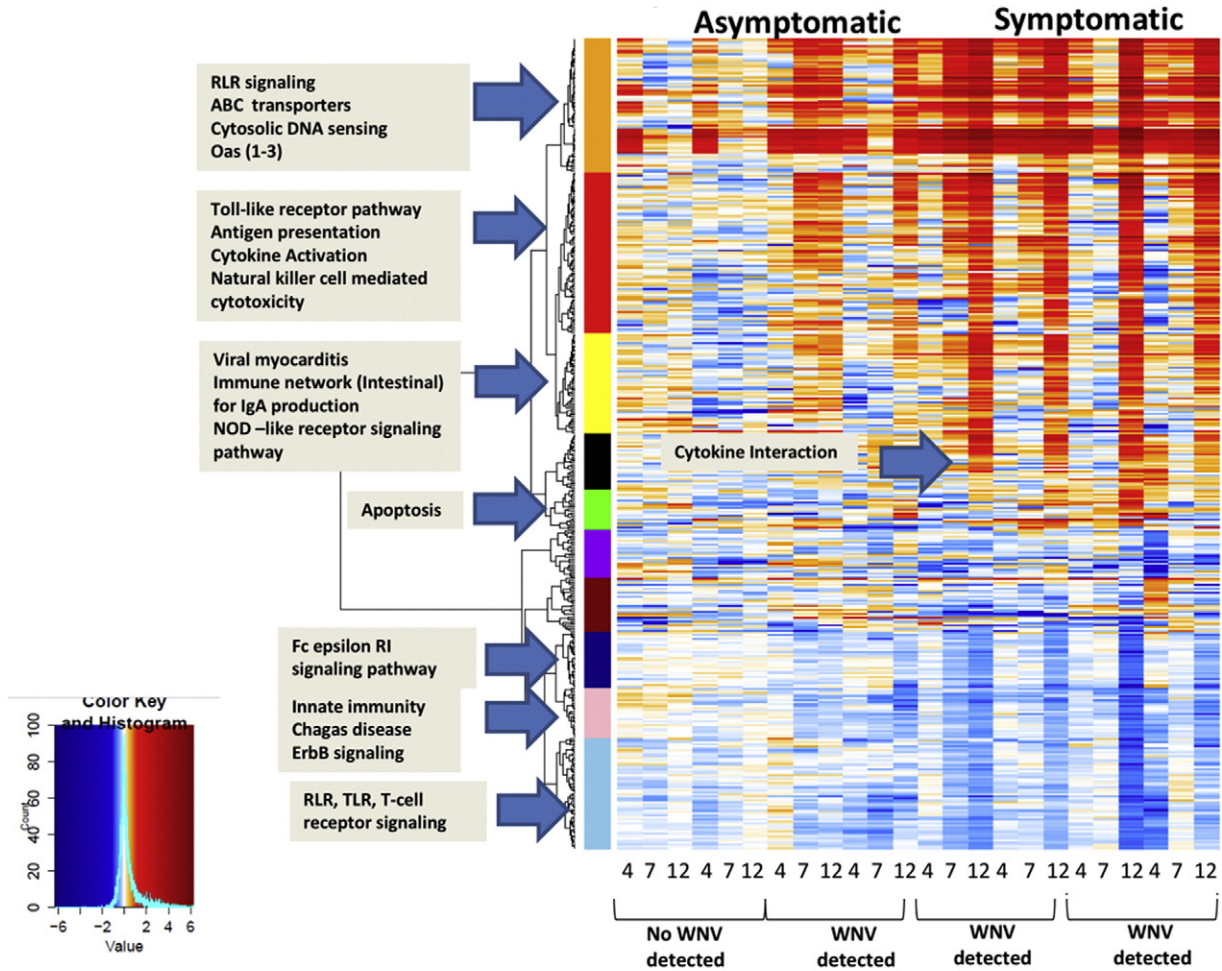 Asymptomatic Symptomatic
RLR signaling
ABC transporters
Cytosolic DNA sensing
Oas (1-3)
Toll-like receptor pathway
Antigen presentation
Cytokine Activation
Natural killer cell mediated
cytotoxicity
Viral myocarditis
Immune network (Intestinal)
for IgA production
NOD –like receptor signaling
pathway
Cytokine Interaction
Apoptosis
Fc epsilon RI
signaling pathway
Innate immunity
Chagas disease
ErbB signaling
RLR, TLR, T-cell
receptor signaling
Color Key
and Histogram
100
80
60
40
20
0
Count
−6 −2 0 2 4 6
Value
4 7 12 4 7 12 4 7 12 4 7 12 4 7 12 4 7 12 4 7 12 4 7 12
No WNV
detected
WNV
detected
WNV
detected
WNV
detected